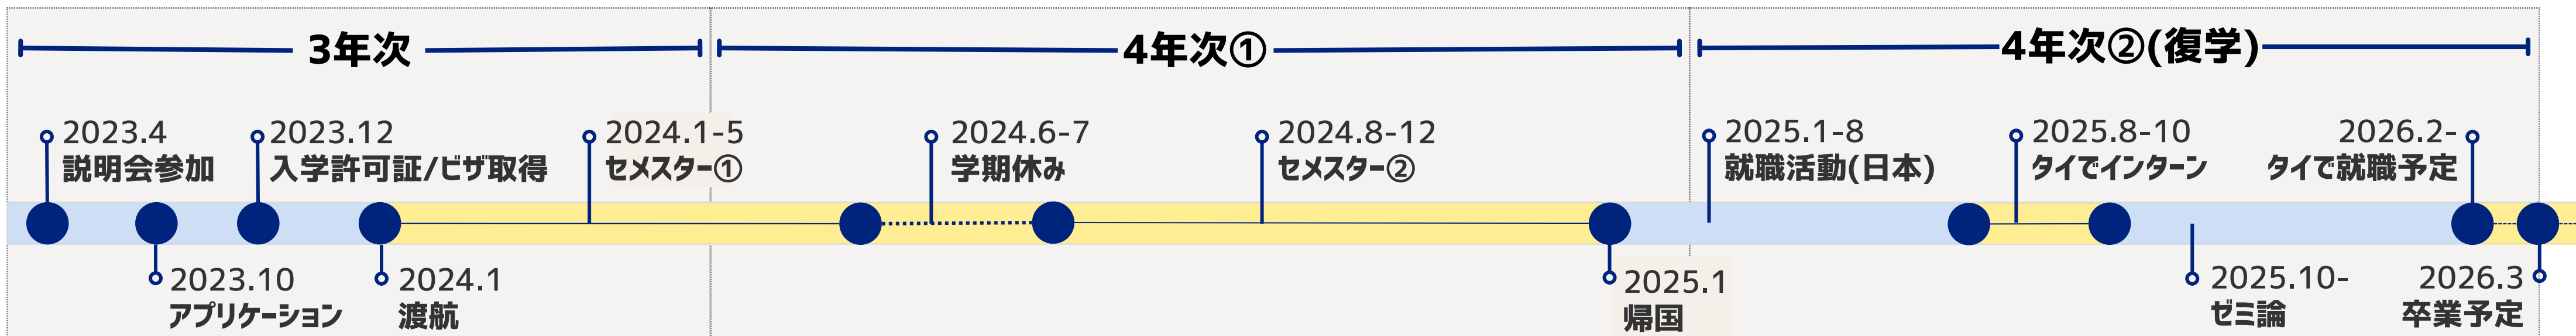 3年次
4年次①
4年次②(復学)
2023.4
説明会参加
2023.12
入学許可証/ビザ取得
2024.1-5
セメスター①
2024.6-7
学期休み
2024.8-12
セメスター②
2025.1-8
就職活動(日本)
2025.8-10
タイでインターン
2026.2-
タイで就職予定
2023.10
アプリケーション
2024.1
渡航
2025.1
帰国
2025.10-
ゼミ論
2026.3
卒業予定